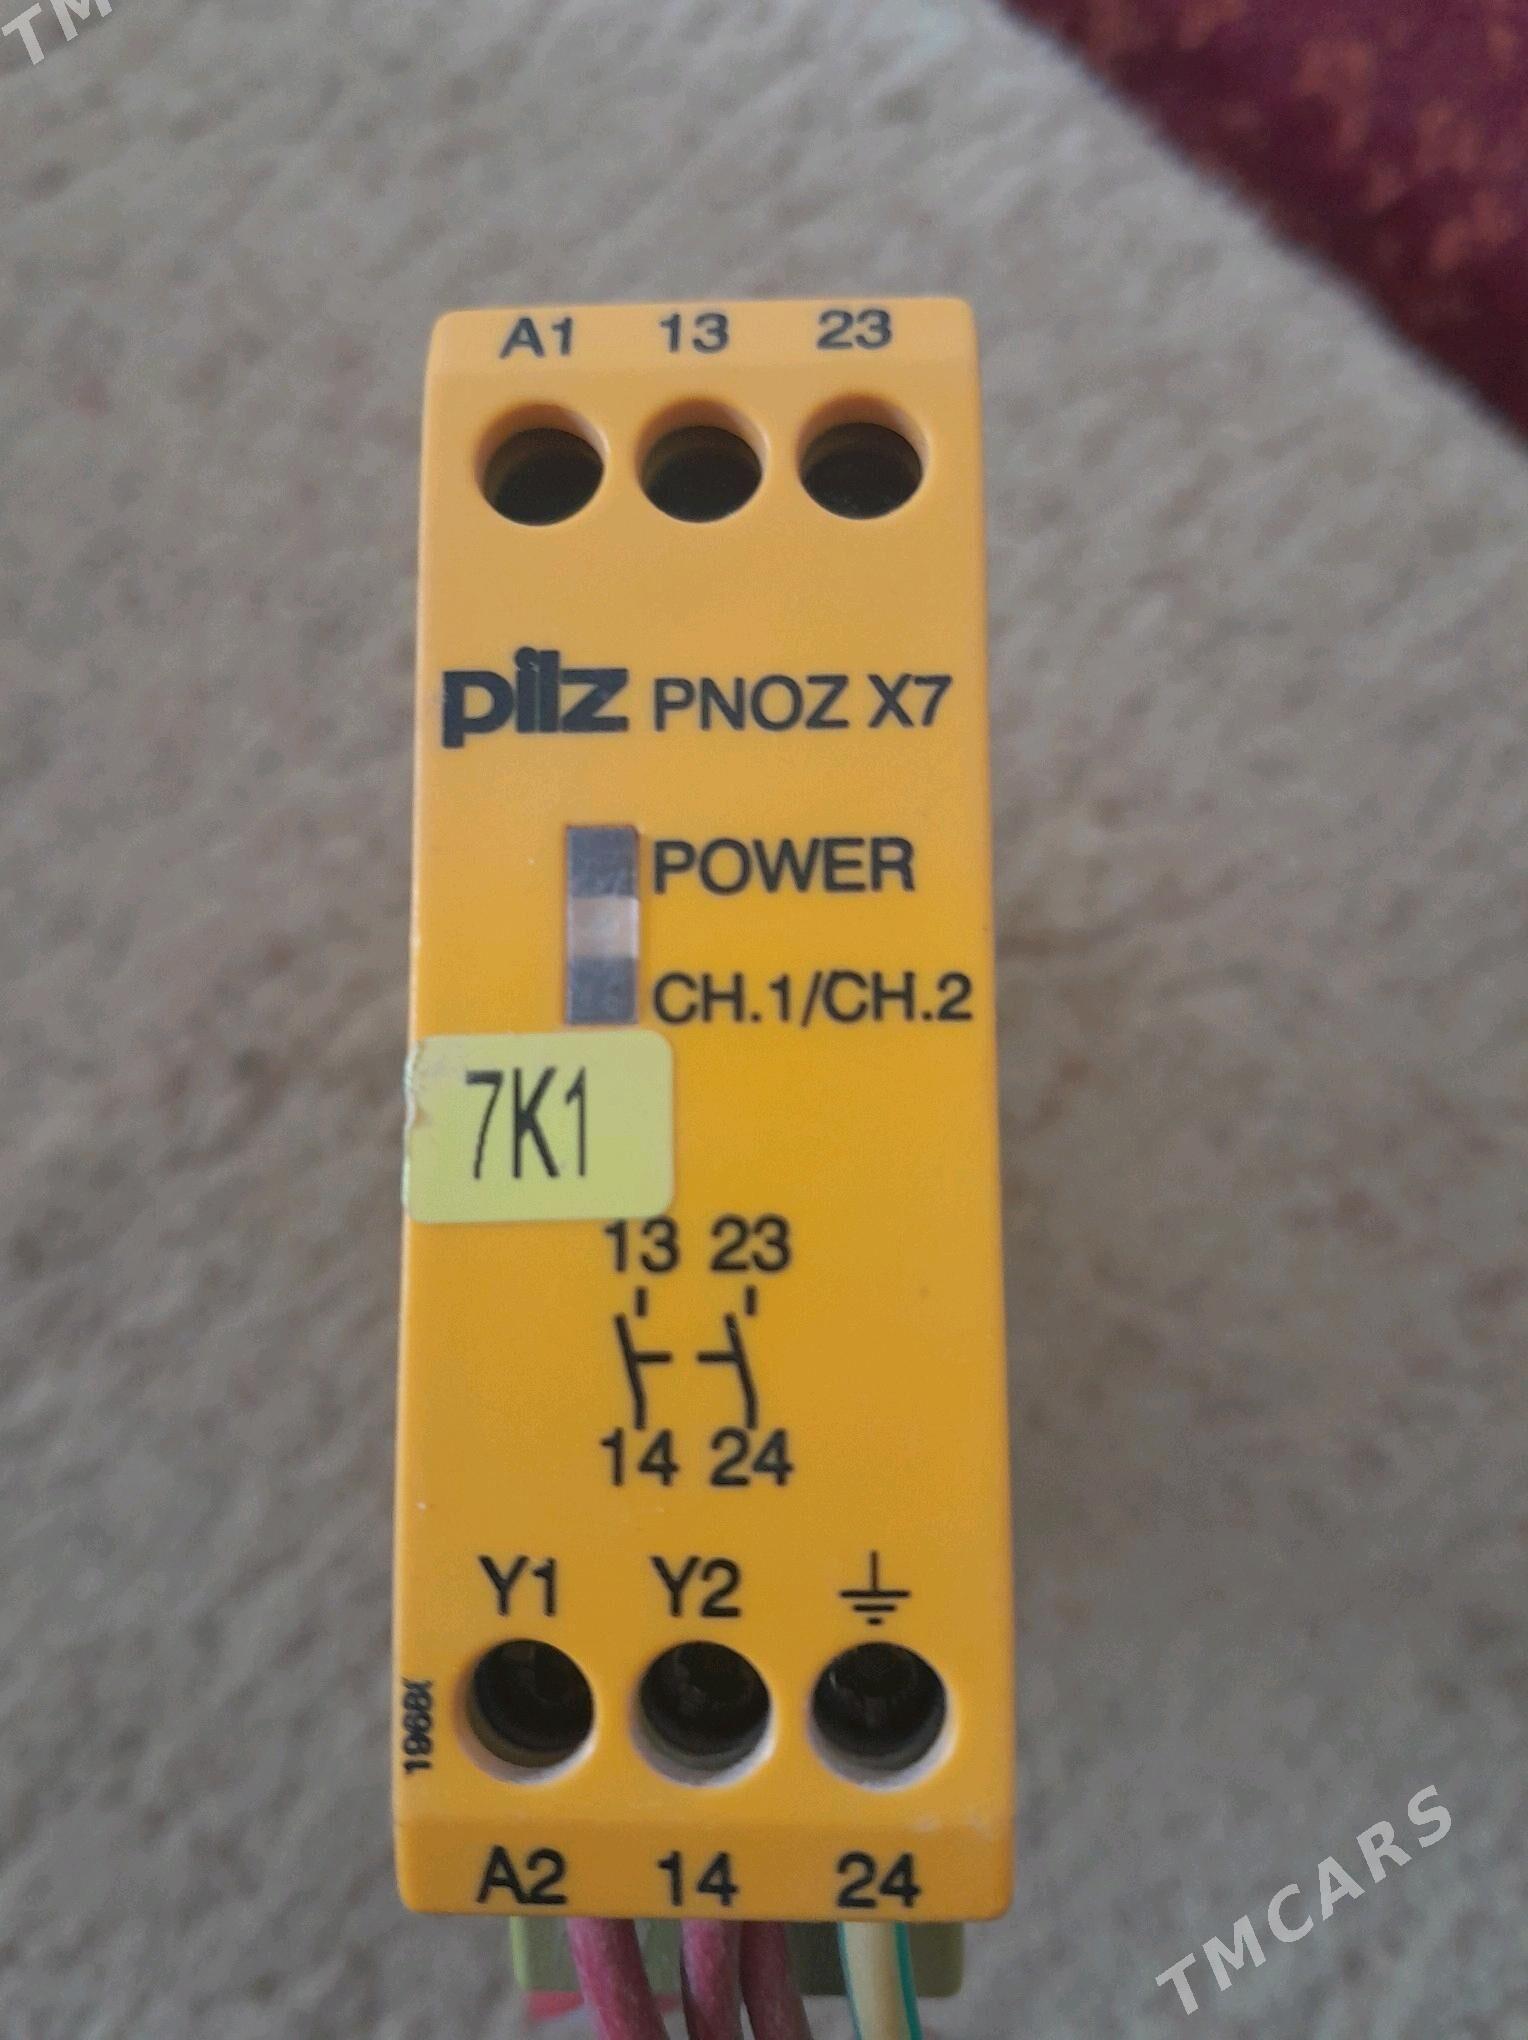 TM
A1 13 23
pilz PNOZ X7
POWER
CH.1/CH.2
7K1
13 23
14 24
Y1 Y2
A2 14 24
TMCARS